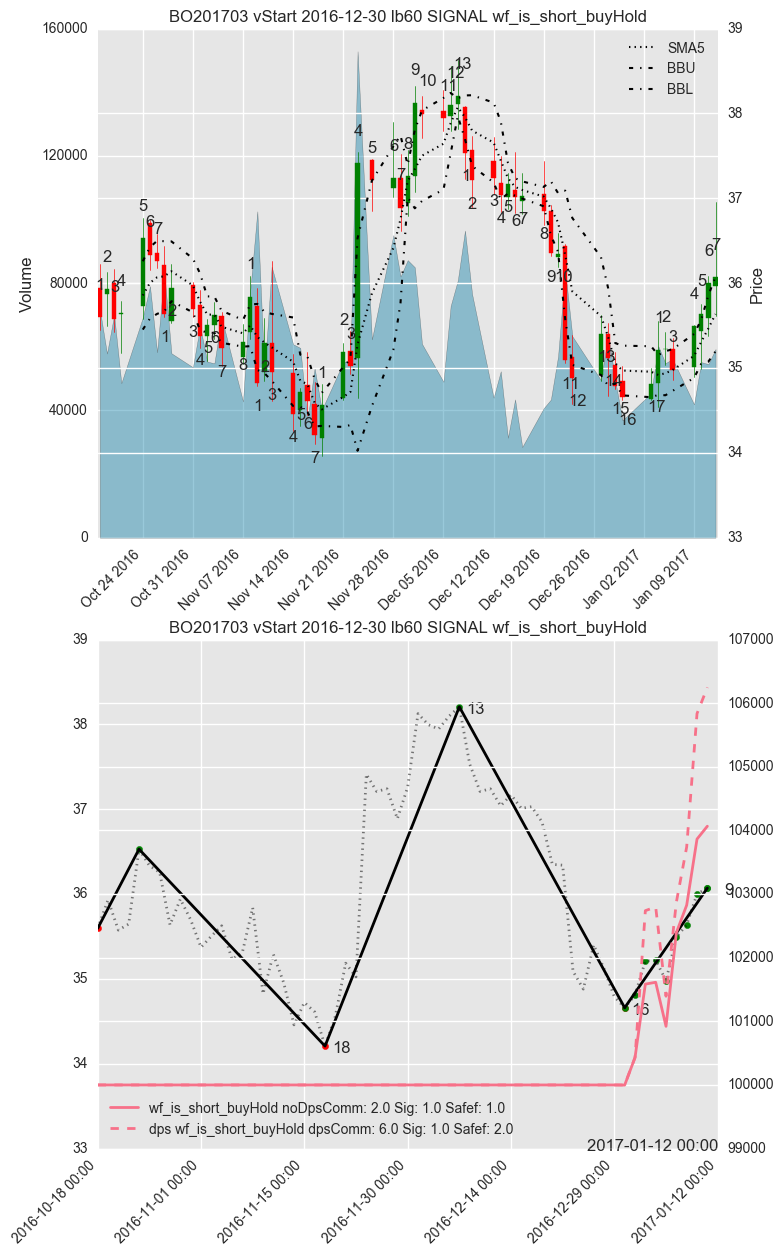 BO201703 vStart 2016-12-30 lb60 SIGNAL wf_is_short_buyHold
160000
120000
80000
40000
0
Volume
39
38
37
36
35
34
33
Price
SMA5
BBU
BBL
Oct 24 2016
Oct 31 2016
Nov 07 2016
Nov 14 2016
Nov 21 2016
Nov 28 2016
Dec 05 2016
Dec 12 2016
Dec 19 2016
Dec 26 2016
Jan 02 2017
Jan 09 2017
BO201703 vStart 2016-12-30 lb60 SIGNAL wf_is_short_buyHold
39
38
37
36
35
34
33
107000
106000
105000
104000
103000
102000
101000
100000
99000
13
18
16
9
wf_is_short_buyHold noDpsComm: 2.0 Sig: 1.0 Safef: 1.0
dps wf_is_short_buyHold dpsComm: 6.0 Sig: 1.0 Safef: 2.0
2017-01-12 00:00
2016-10-18 00:00
2016-11-01 00:00
2016-11-15 00:00
2016-11-30 00:00
2016-12-14 00:00
2016-12-29 00:00
2017-01-12 00:00